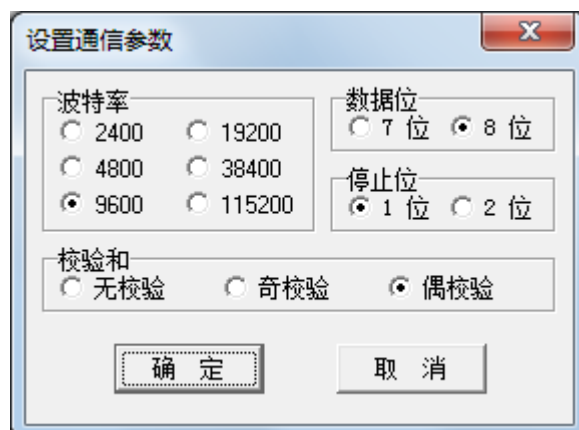 设置通信参数
波特率
2400 19200
4800 38400
9600 115200
数据位
7 位 8 位
停止位
1 位 2 位
校验和
无校验 奇校验 偶校验
确 定 取 消